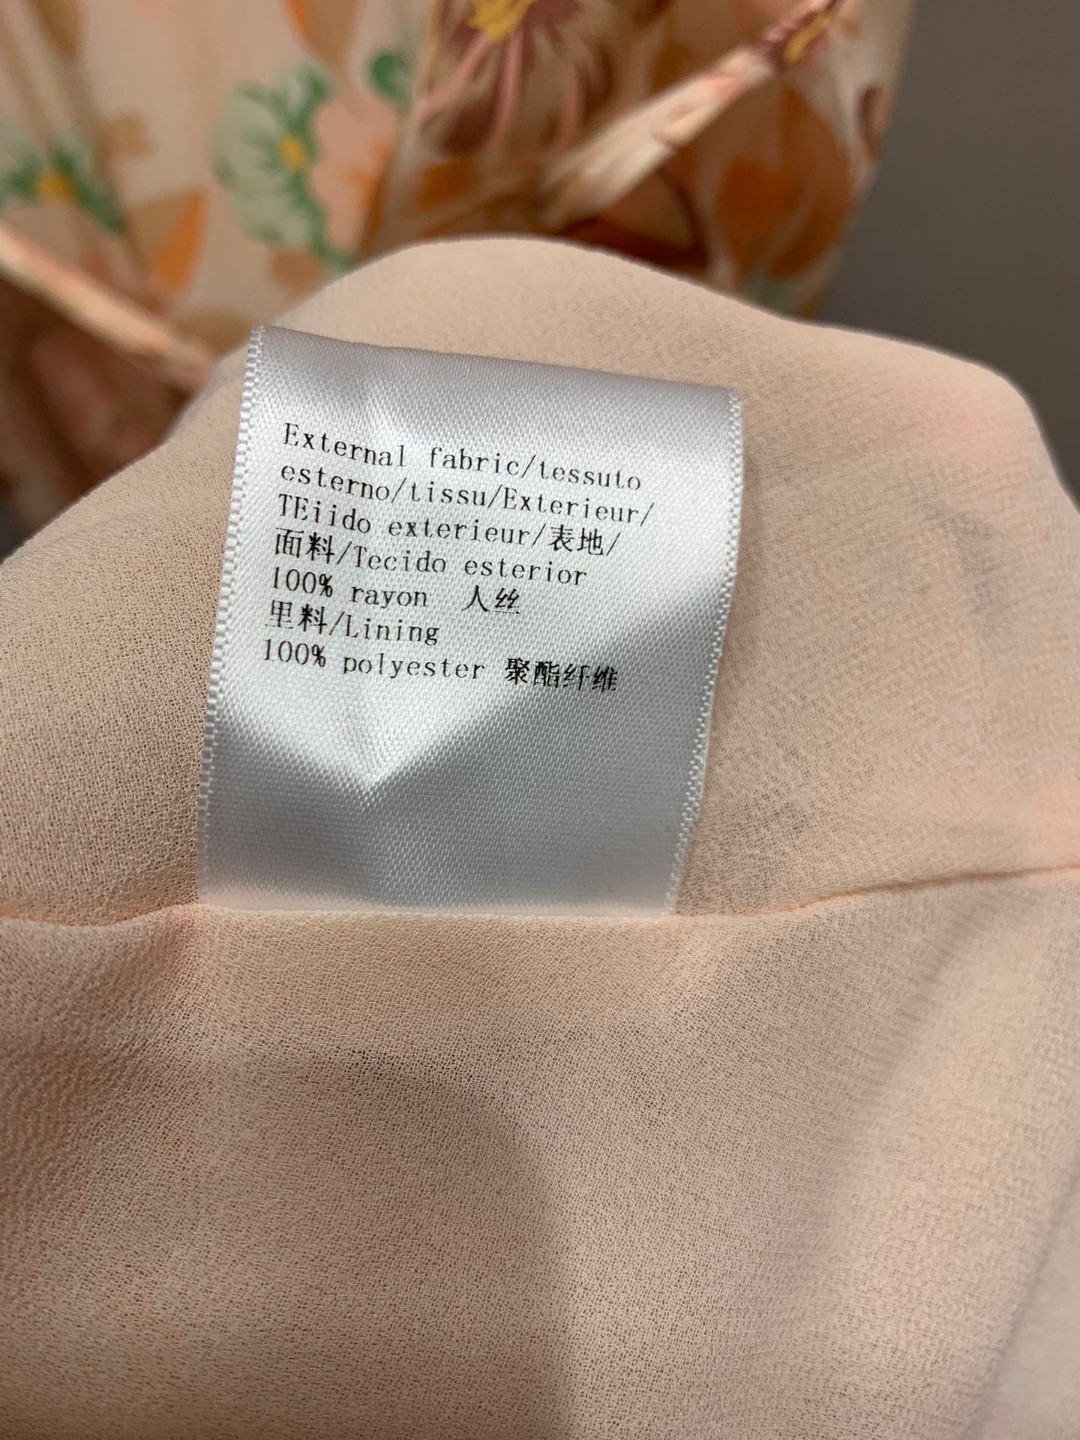 External fabric/tessuto
esterno/tissu/Exterieur/
TEiido exterieur/表地/
面料/Tecido esterior
100% rayon 人丝
里料/Lining
100% polyester 聚酯纤维